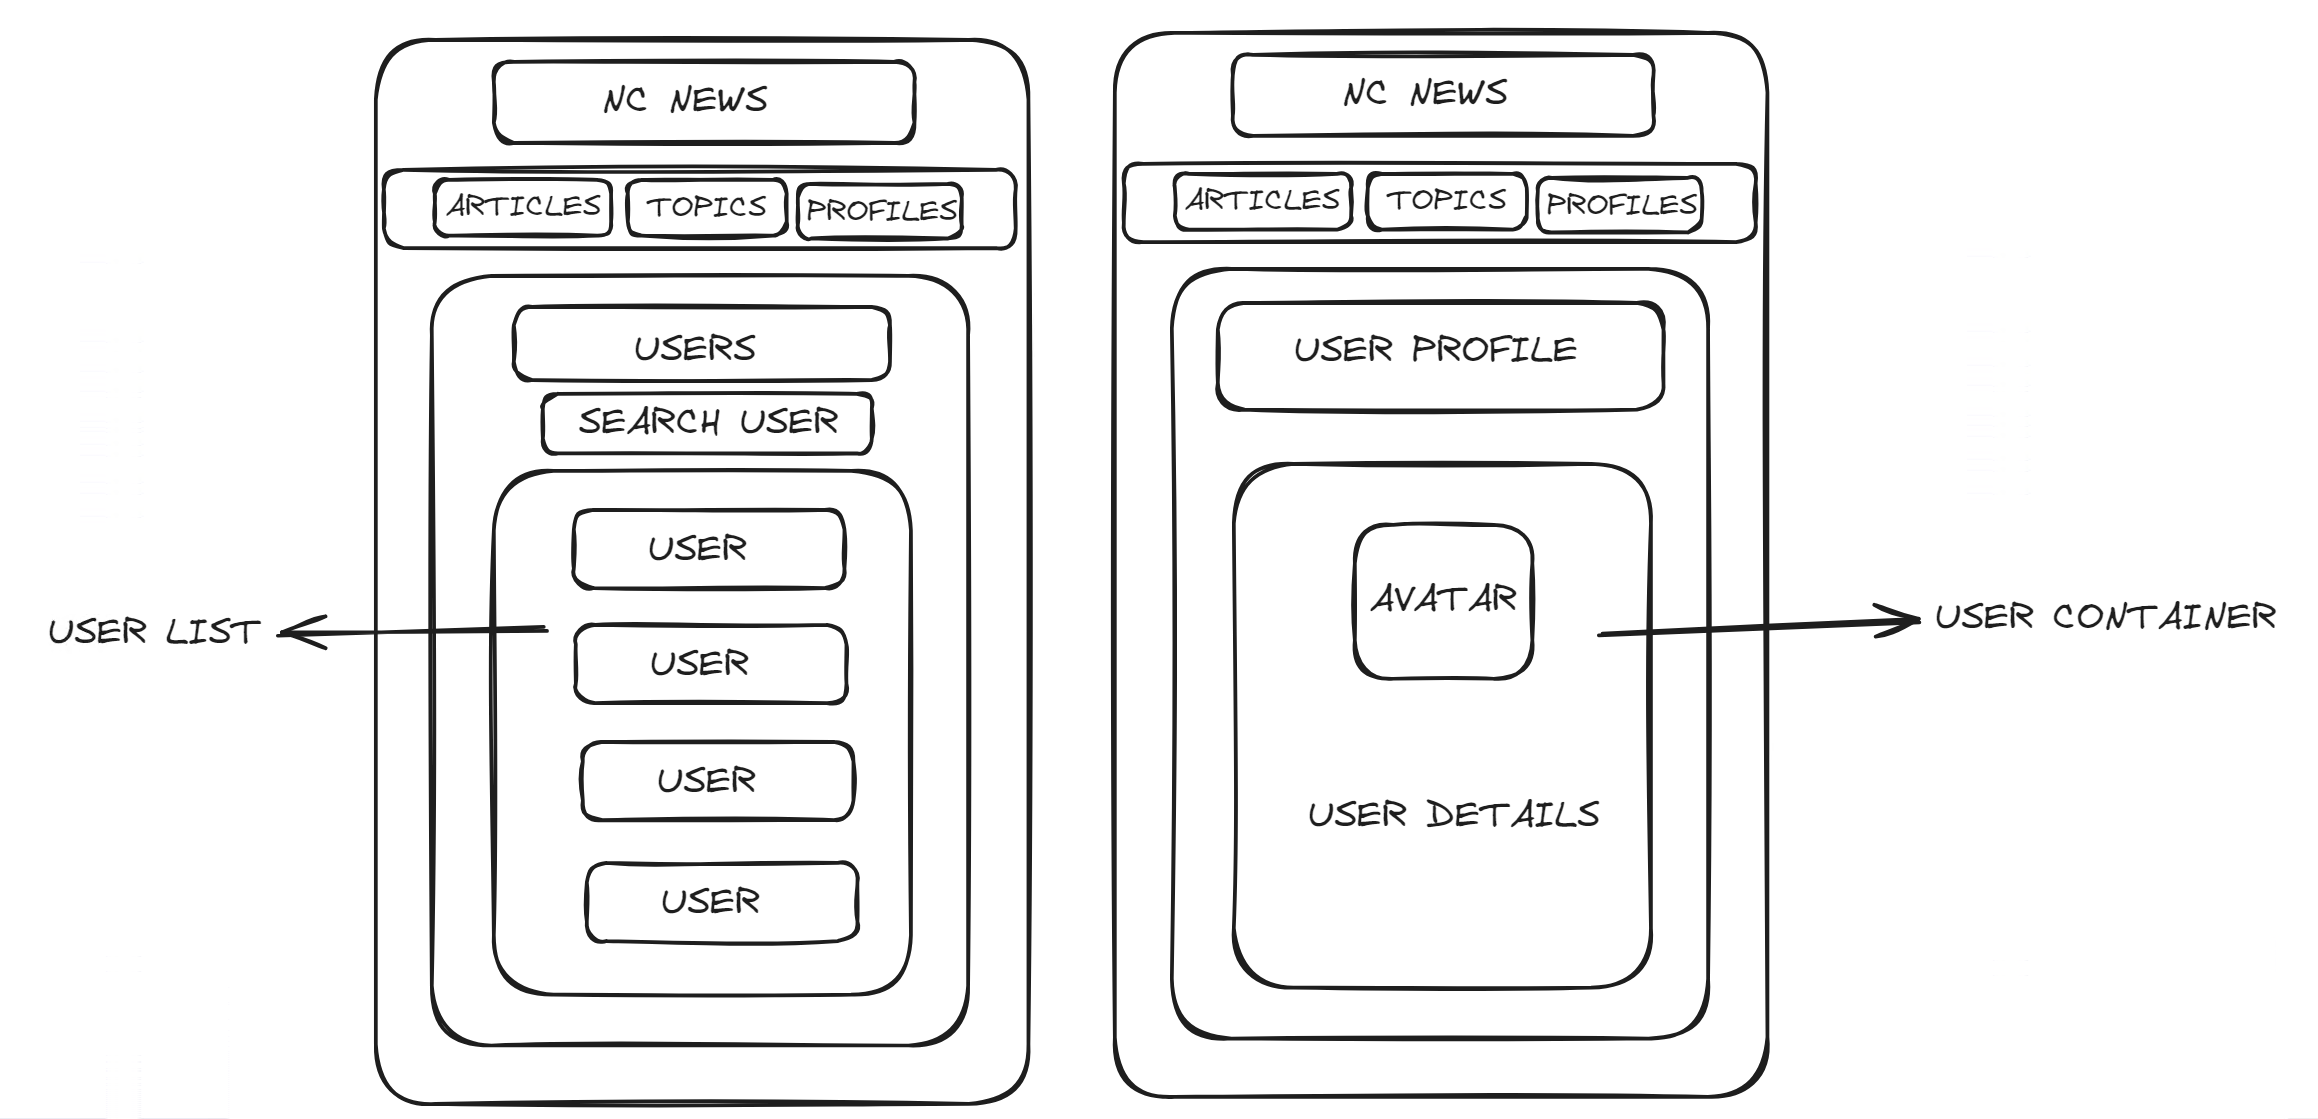 NC NEWS
ARTICLES TOPICS PROFILES
USERS
SEARCH USER
USER
USER LIST
USER
USER
USER
NC NEWS
ARTICLES TOPICS PROFILES
USER PROFILE
AVATAR
USER CONTAINER
USER DETAILS